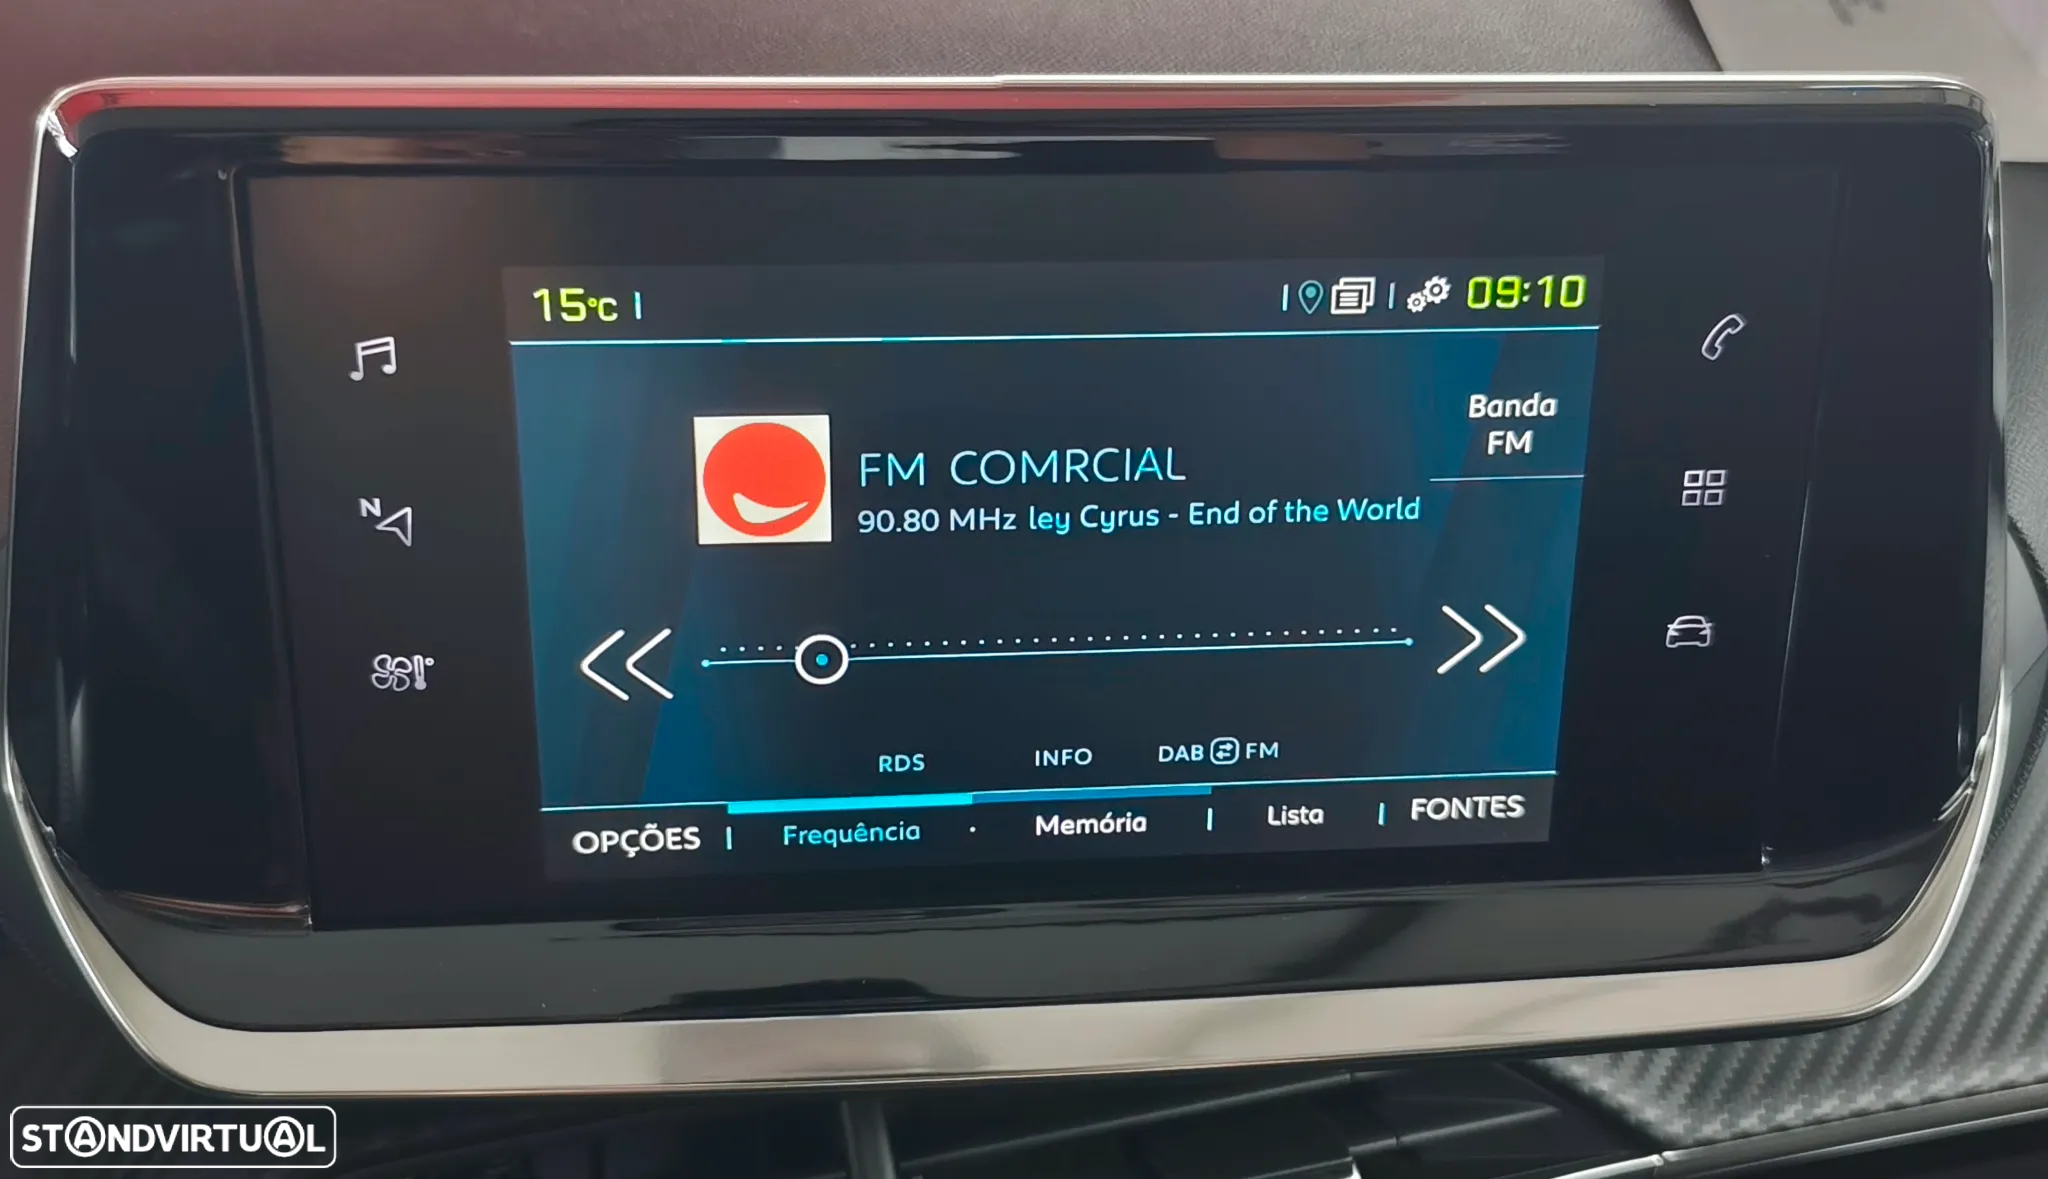 15°C
09:10
Banda
FM
FM COMRCIAL
90.80 MHz ley Cyrus - End of the World
N
RDS
INFO
DAB FM
OPÇÕES
Frequência
Memória
Lista
FONTES
STANDVIRTUAL